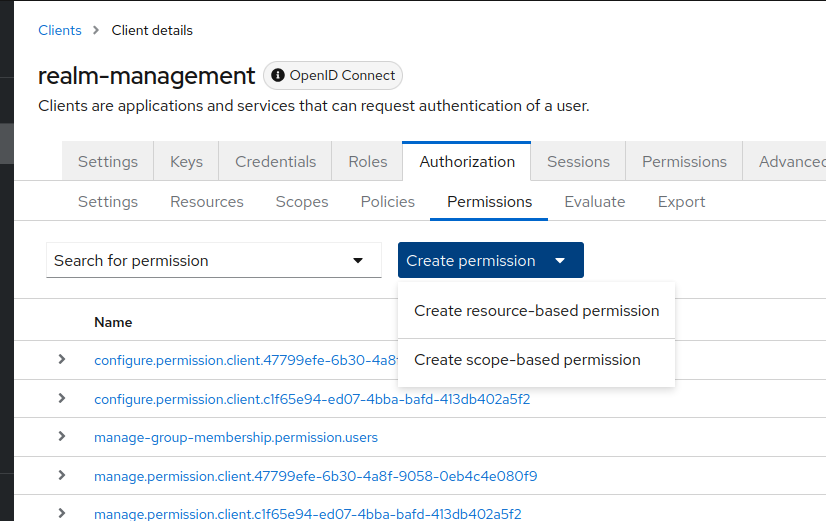 Clients > Client details
realm-management OpenID Connect
Clients are applications and services that can request authentication of a user.
Settings Keys Credentials Roles Authorization Sessions Permissions Advanced
Settings Resources Scopes Policies Permissions Evaluate Export
Search for permission Create permission
Create resource-based permission
Name
Create scope-based permission
configure.permission.client.47799efe-6b30-4a8f
configure.permission.client.c1f65e94-ed07-4bba-bafd-413db402a5f2
manage-group-membership.permission.users
manage.permission.client.47799efe-6b30-4a8f-9058-0eb4c4e080f9
manage.permission.client.c1f65e94-ed07-4bba-bafd-413db402a5f2